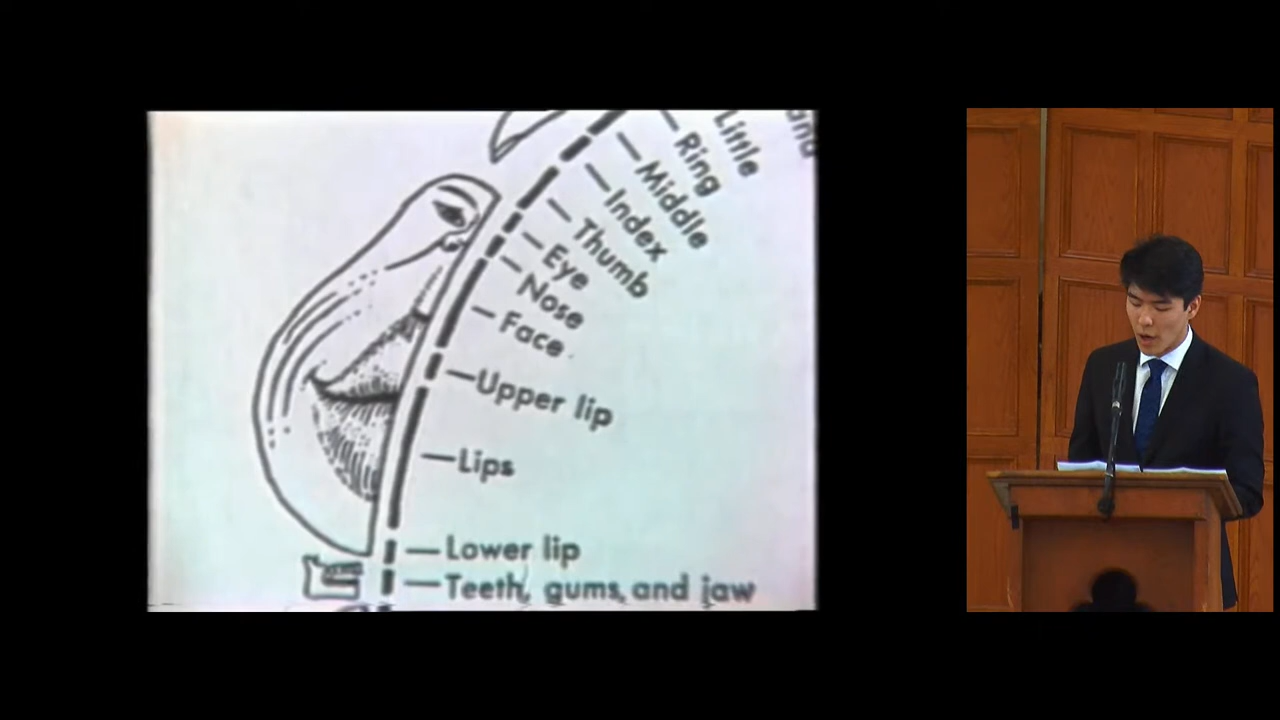 Little
Ring
Middle
Index
Thumb
Eye
Nose
Face
Upper lip
Lips
Lower lip
Teeth, gums, and jaw